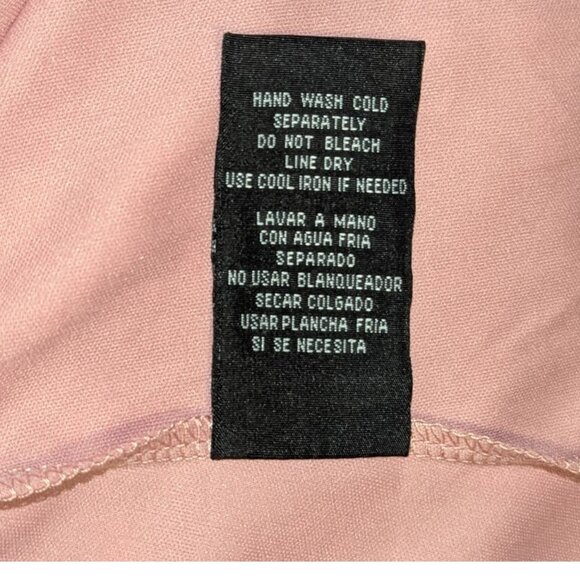 HAND WASH COLD
SEPARATELY
DO NOT BLEACH
LINE DRY
USE COOL IRON IF NEEDED
LAVAR A MANO
CON AGUA FRIA
SEPARADO
NO USAR BLANQUEADOR
SECAR COLGADO
USAR PLANCHA FRIA
SI SE NECESITA